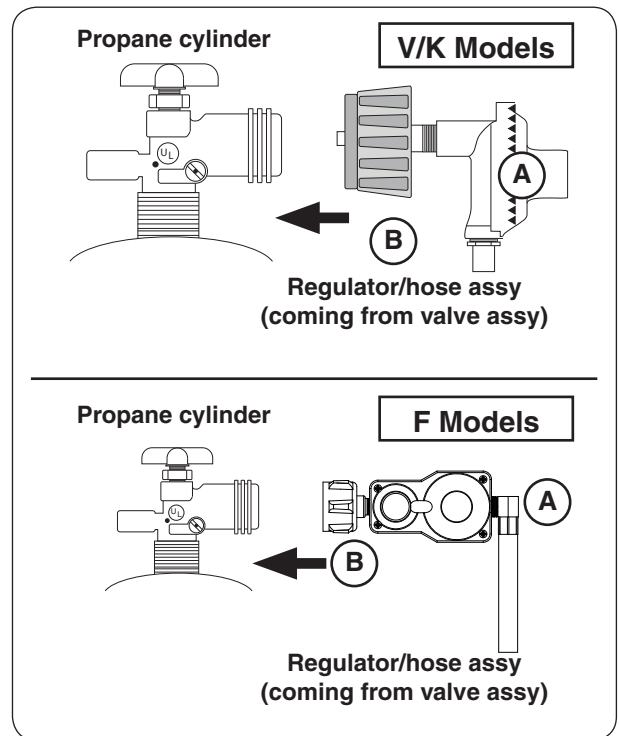 Propane cylinder
V/K Models
UL
A
B
Regulator/hose assy
(coming from valve assy)
Propane cylinder
F Models
UL
A
B
Regulator/hose assy
(coming from valve assy)